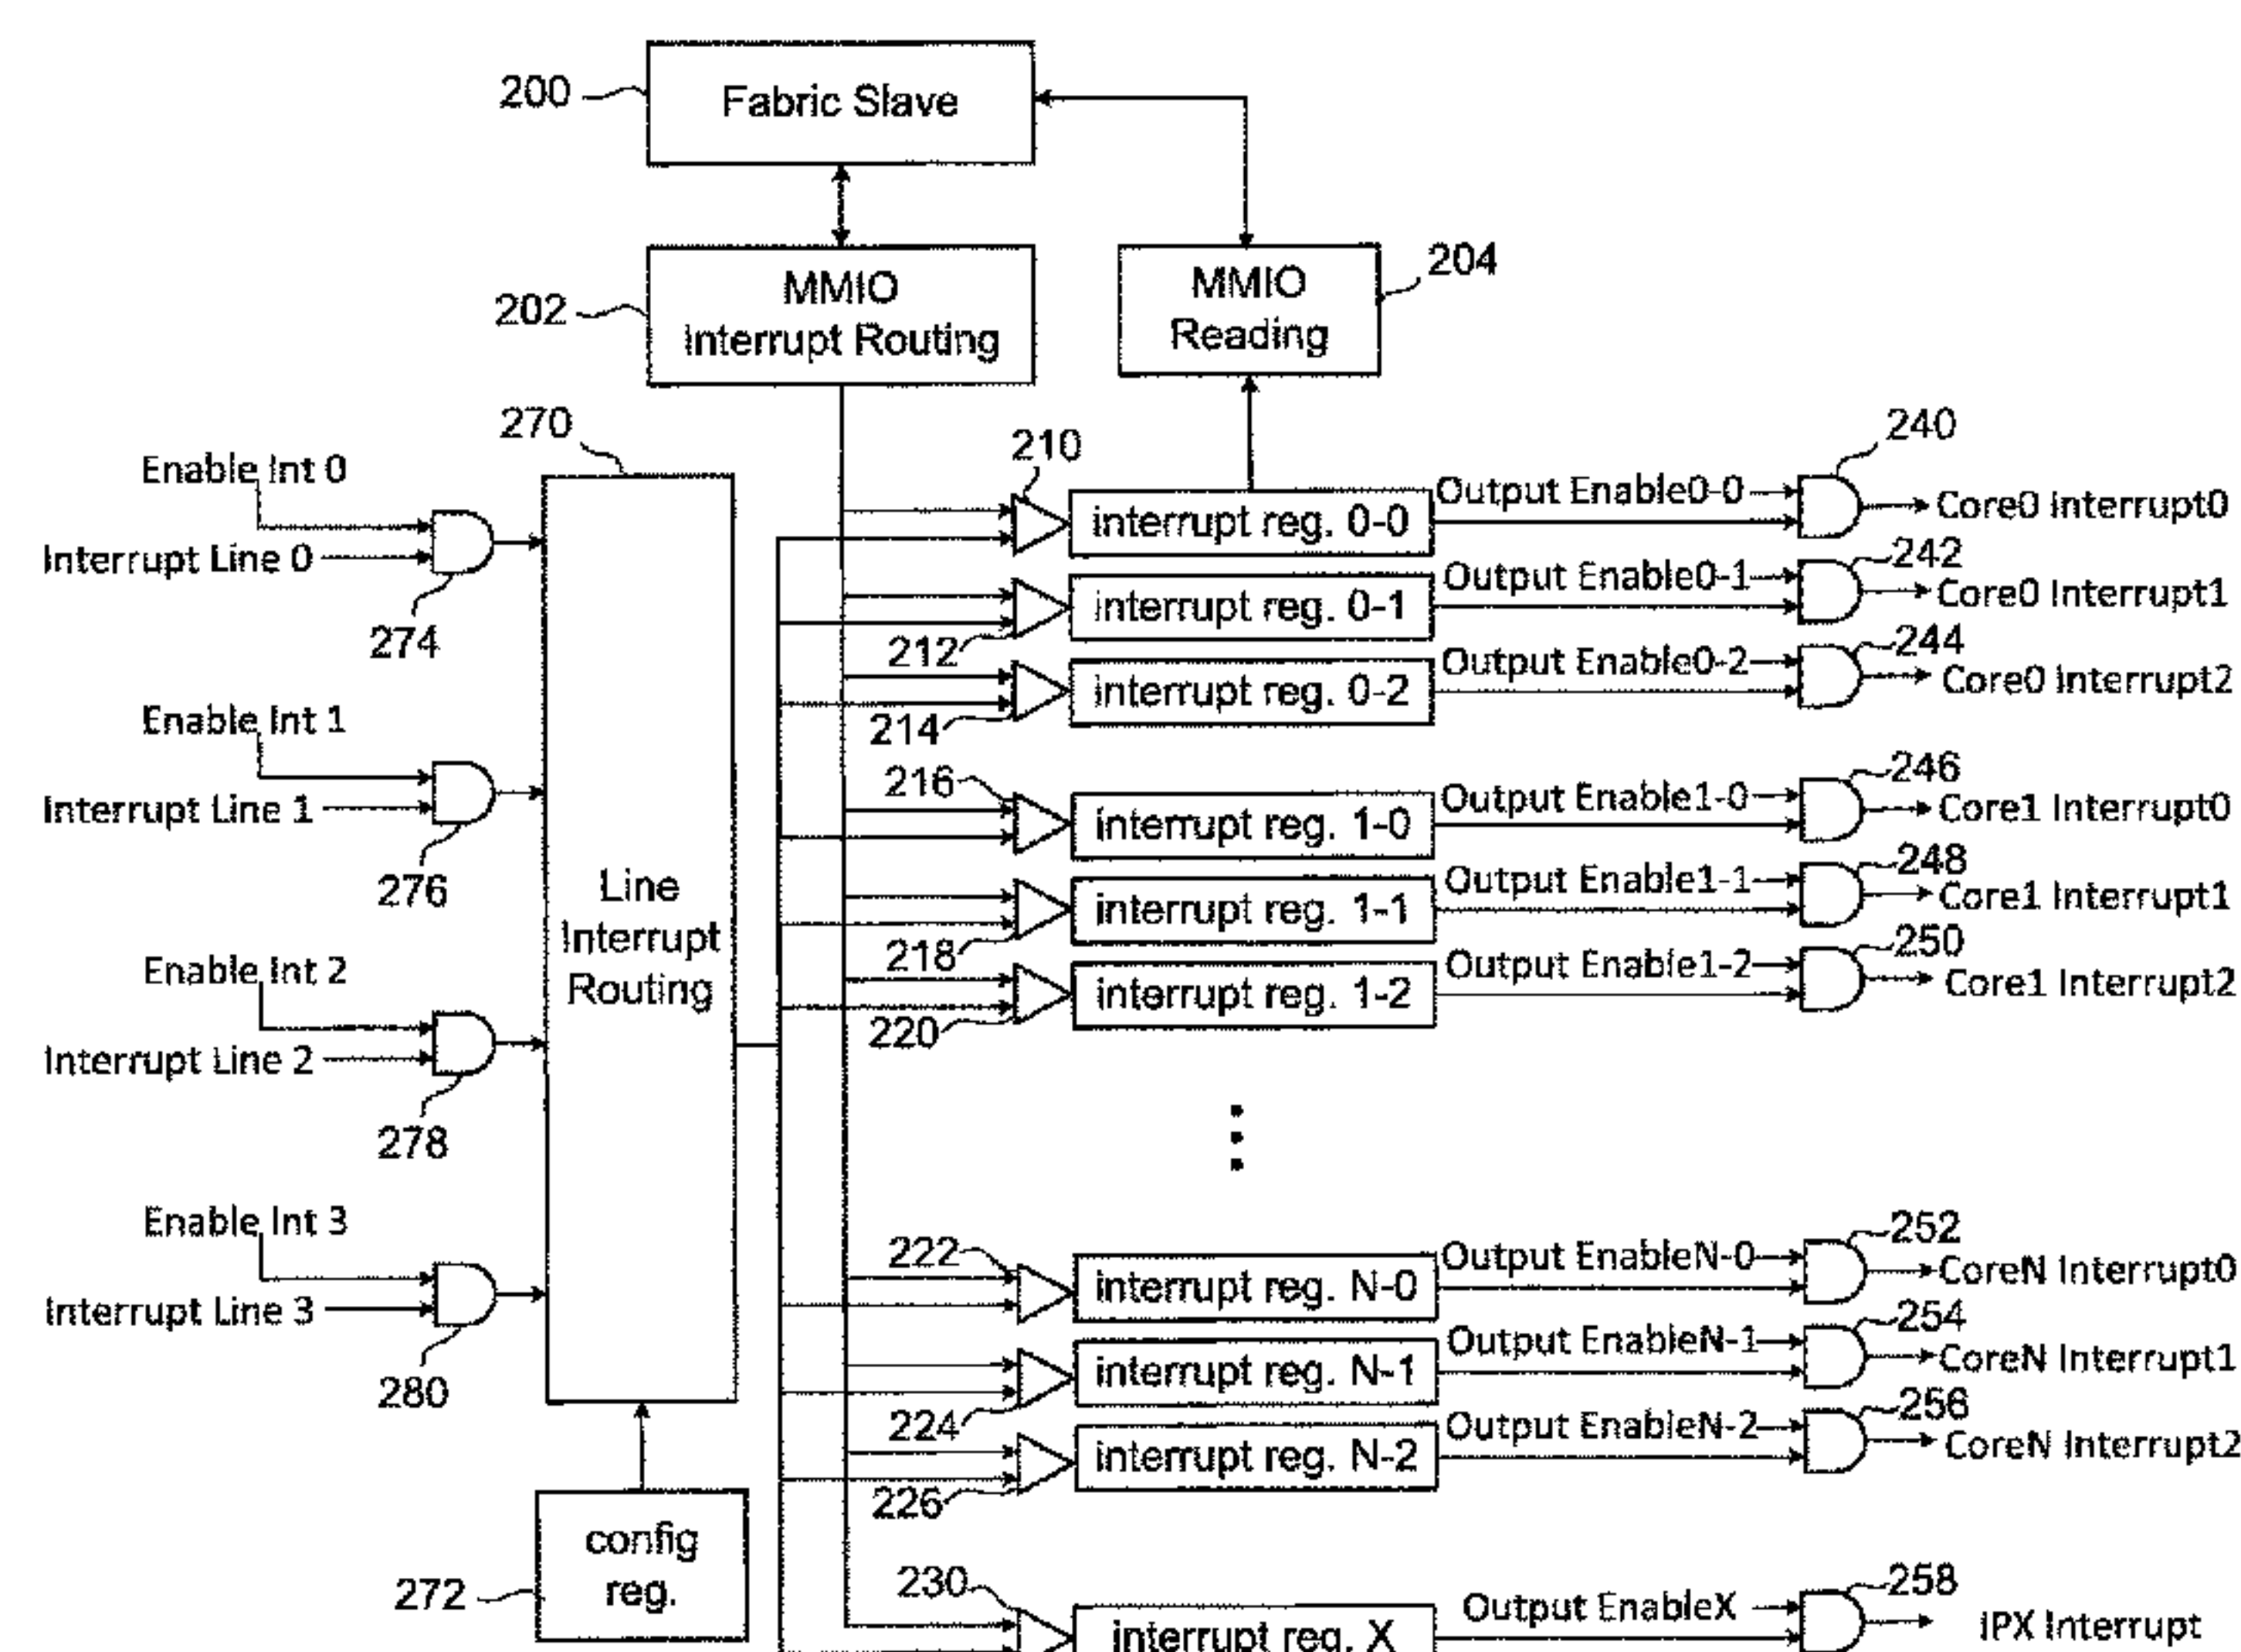 200
Fabric Slave
202
MMIO
Interrupt Routing
MMIO
Reading
204
270
Line
Interrupt
Routing
Enable Int 0
Interrupt Line 0
274
Enable Int 1
Interrupt Line 1
276
Enable Int 2
Interrupt Line 2
278
Enable Int 3
Interrupt Line 3
280
272
config
reg.
210
interrupt reg. 0-0
Output Enable0-0
240
Core0 Interrupt0
212
interrupt reg. 0-1
Output Enable0-1
242
Core0 Interrupt1
214
interrupt reg. 0-2
Output Enable0-2
244
Core0 Interrupt2
216
interrupt reg. 1-0
Output Enable1-0
246
Core1 Interrupt0
218
interrupt reg. 1-1
Output Enable1-1
248
Core1 Interrupt1
220
interrupt reg. 1-2
Output Enable1-2
250
Core1 Interrupt2
222
interrupt reg. N-0
Output EnableN-0
252
CoreN Interrupt0
224
interrupt reg. N-1
Output EnableN-1
254
CoreN Interrupt1
226
interrupt reg. N-2
Output EnableN-2
256
CoreN Interrupt2
230
interrupt reg. X
Output EnableX
258
IPX Interrupt